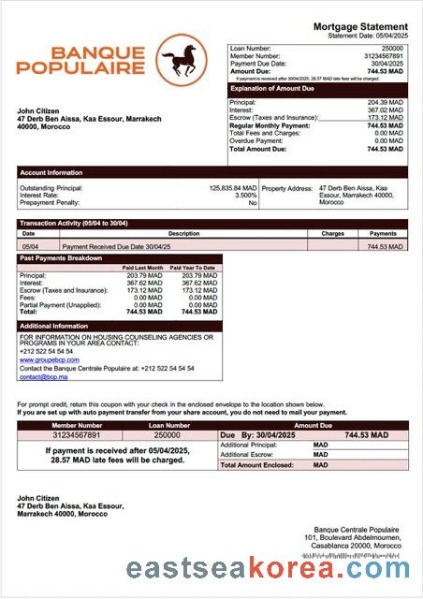 Mortgage Statement
Statement Date: 05/04/2025
BANQUE
POPULAIRE
Loan Number: 250000
Member Number: 31234567891
Payment Due Date 30/04/2025
Amount Due: 744.53 MAD
If payment is received after 30/04/2025, 28.57 MAD late fee will be charged.
Explanation of Amount Due
Principal: 204.39 MAD
Interest: 367.02 MAD
Escrow (Taxes and Insurance): 173.12 MAD
Regular Monthly Payment: 744.53 MAD
Total Fees and Charges: 0.00 MAD
Overdue Payment: 0.00 MAD
Total Amount Due: 744.53 MAD
John Citizen
47 Derb Ben Aissa, Kaa Essour, Marrakech
40000, Morocco
Account Information
Outstanding Principal: 125,835.84 MAD
Interest Rate: 3.500%
Prepayment Penalty: No
Property Address: 47 Derb Ben Aissa, Kaa
Essour, Marrakech 40000,
Morocco
Transaction Activity (05/04 to 30/04)
Date Description Charges Payments
05/04 Payment Received Due Date 30/04/25 744.53 MAD
Past Payments Breakdown
Paid Last Month Paid Year To Date
Principal: 203.79 MAD 203.79 MAD
Interest: 367.62 MAD 367.62 MAD
Escrow (Taxes and Insurance): 173.12 MAD 173.12 MAD
Fees: 0.00 MAD 0.00 MAD
Partial Payment (Unapplied): 0.00 MAD 0.00 MAD
Total: 744.53 MAD 744.53 MAD
Additional Information
FOR INFORMATION ON HOUSING COUNSELING AGENCIES OR
PROGRAMS IN YOUR AREA CONTACT:
+212 522 54 54 54
www.groupebcp.com
Contact the Banque Centrale Populaire at: +212 522 54 54 54
contact@bcp.ma
For prompt credit, return this coupon with your check in the enclosed envelope to the location shown below.
If you are set up with auto payment transfer from your share account, you do not need to mail your payment.
Member Number Loan Number Amount Due
31234567891 250000 Due By: 30/04/2025 744.53 MAD
If payment is received after 05/04/2025,
28.57 MAD late fees will be charged.
Additional Principal: MAD
Additional Escrow: MAD
Total Amount Enclosed: MAD
John Citizen
47 Derb Ben Aissa, Kaa Essour,
Marrakech 40000, Morocco
Banque Centrale Populaire
101, Boulevard Abdelmoumen,
Casablanca 20000, Morocco
eastseakorea.com